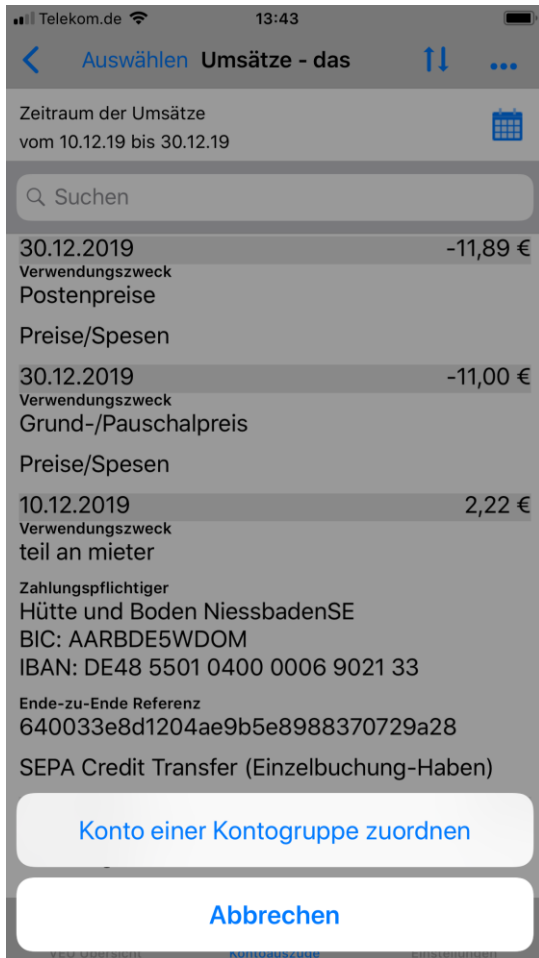 Telekom.de 13:43
Auswählen Umsätze - das
Zeitraum der Umsätze
vom 10.12.19 bis 30.12.19
Suchen
30.12.2019 -11,89 €
Verwendungszweck
Postenpreise
Preise/Spesen
30.12.2019 -11,00 €
Verwendungszweck
Grund-/Pauschalpreis
Preise/Spesen
10.12.2019 2,22 €
Verwendungszweck
teil an mieter
Zahlungspflichtiger
Hütte und Boden NiessbadenSE
BIC: AARBDE5WDOM
IBAN: DE48 5501 0400 0006 9021 33
Ende-zu-Ende Referenz
640033e8d1204ae9b5e8988370729a28
SEPA Credit Transfer (Einzelbuchung-Haben)
Konto einer Kontogruppe zuordnen
Abbrechen
VEU Übersicht Kontoauszüge Einstellungen